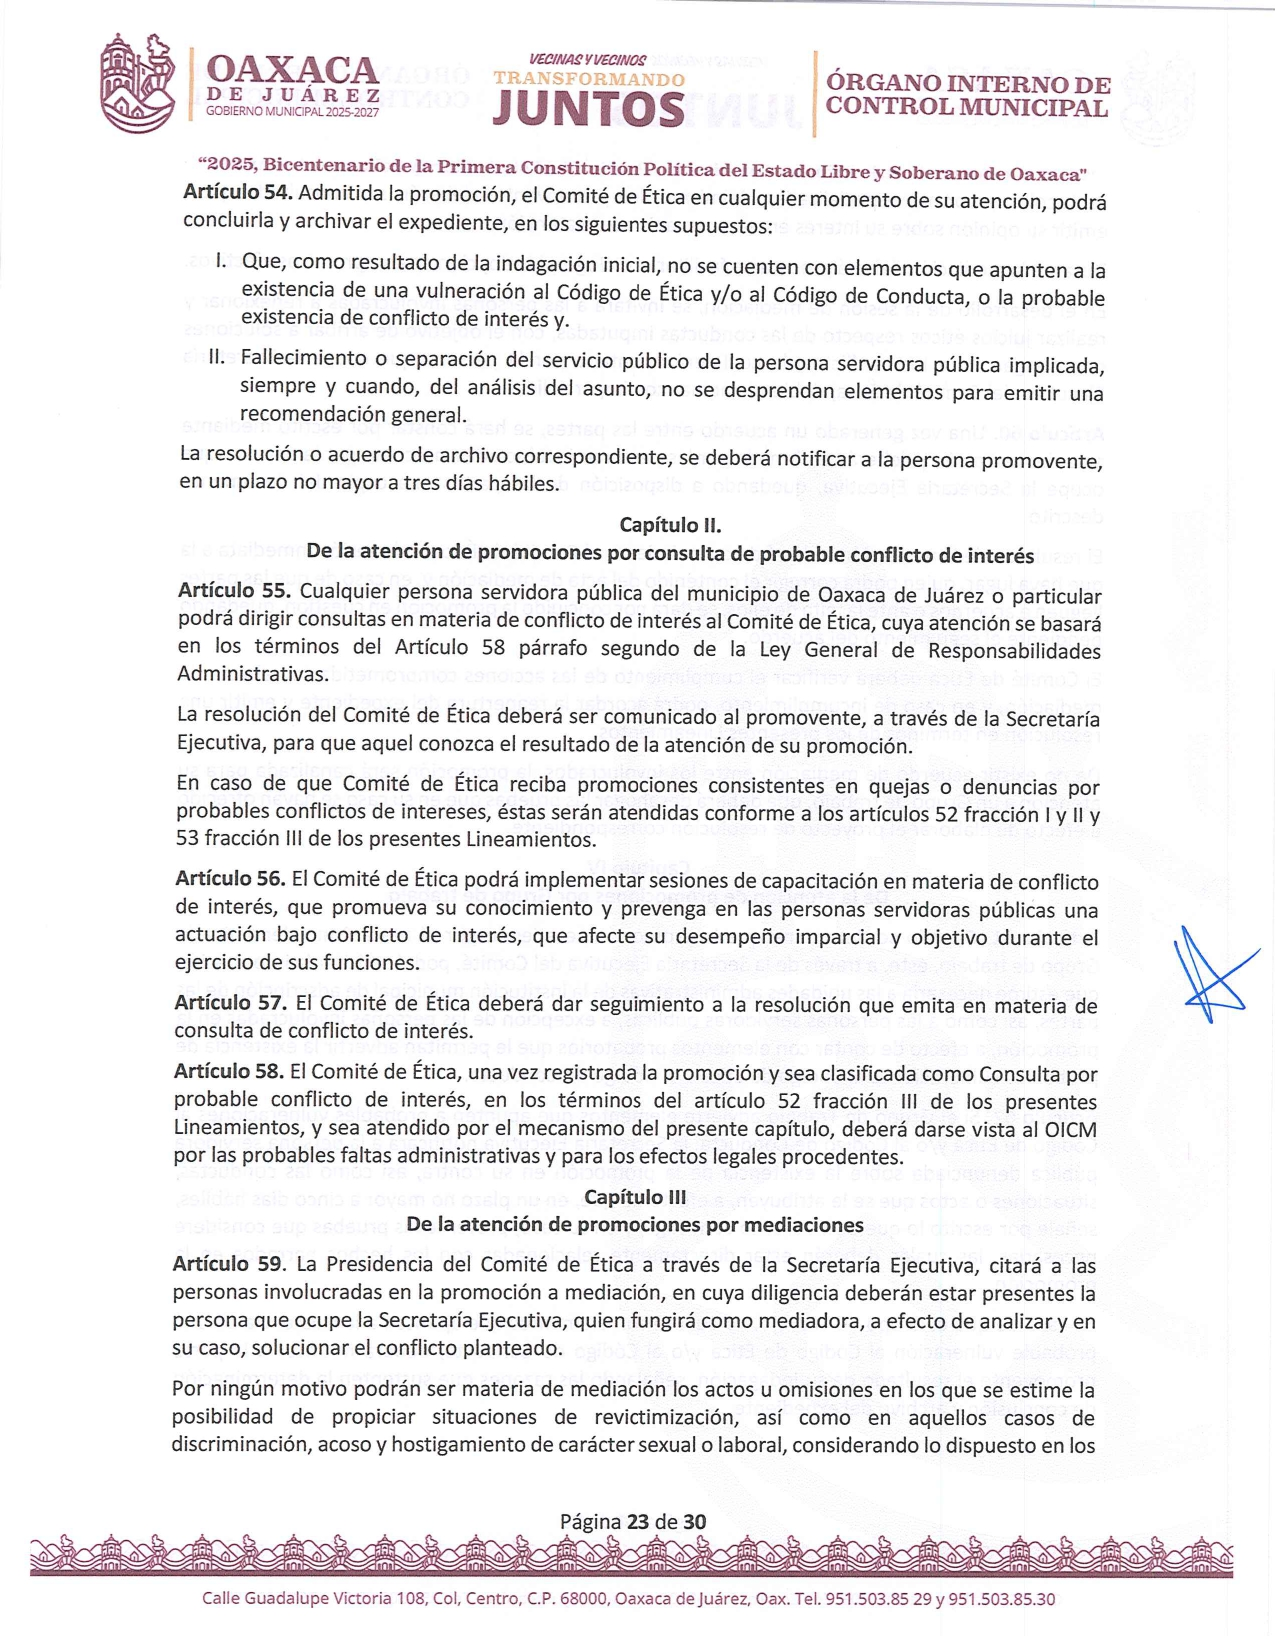 OAXACA
DE JUÁREZ
GOBIERNO MUNICIPAL 2025-2027
VECINAS Y VECINOS
TRANSFORMANDO
JUNTOS
ÓRGANO INTERNO DE
CONTROL MUNICIPAL
"2025, Bicentenario de la Primera Constitución Política del Estado Libre y Soberano de Oaxaca"
Artículo 54. Admitida la promoción, el Comité de Ética en cualquier momento de su atención, podrá
concluirla y archivar el expediente, en los siguientes supuestos:
I. Que, como resultado de la indagación inicial, no se cuenten con elementos que apunten a la
existencia de una vulneración al Código de Ética y/o al Código de Conducta, o la probable
existencia de conflicto de interés y.
II. Fallecimiento o separación del servicio público de la persona servidora pública implicada,
siempre y cuando, del análisis del asunto, no se desprendan elementos para emitir una
recomendación general.
La resolución o acuerdo de archivo correspondiente, se deberá notificar a la persona promovente,
en un plazo no mayor a tres días hábiles.
Capítulo II.
De la atención de promociones por consulta de probable conflicto de interés
Artículo 55. Cualquier persona servidora pública del municipio de Oaxaca de Juárez o particular
podrá dirigir consultas en materia de conflicto de interés al Comité de Ética, cuya atención se basará
en los términos del Artículo 58 párrafo segundo de la Ley General de Responsabilidades
Administrativas.
La resolución del Comité de Ética deberá ser comunicado al promovente, a través de la Secretaría
Ejecutiva, para que aquel conozca el resultado de la atención de su promoción.
En caso de que Comité de Ética reciba promociones consistentes en quejas o denuncias por
probables conflictos de intereses, éstas serán atendidas conforme a los artículos 52 fracción I y II y
53 fracción III de los presentes Lineamientos.
Artículo 56. El Comité de Ética podrá implementar sesiones de capacitación en materia de conflicto
de interés, que promueva su conocimiento y prevenga en las personas servidoras públicas una
actuación bajo conflicto de interés, que afecte su desempeño imparcial y objetivo durante el
ejercicio de sus funciones.
Artículo 57. El Comité de Ética deberá dar seguimiento a la resolución que emita en materia de
consulta de conflicto de interés.
Artículo 58. El Comité de Ética, una vez registrada la promoción y sea clasificada como Consulta por
probable conflicto de interés, en los términos del artículo 52 fracción III de los presentes
Lineamientos, y sea atendido por el mecanismo del presente capítulo, deberá darse vista al OICM
por las probables faltas administrativas y para los efectos legales procedentes.
Capítulo III
De la atención de promociones por mediaciones
Artículo 59. La Presidencia del Comité de Ética a través de la Secretaría Ejecutiva, citará a las
personas involucradas en la promoción a mediación, en cuya diligencia deberán estar presentes la
persona que ocupe la Secretaría Ejecutiva, quien fungirá como mediadora, a efecto de analizar y en
su caso, solucionar el conflicto planteado.
Por ningún motivo podrán ser materia de mediación los actos u omisiones en los que se estime la
posibilidad de propiciar situaciones de revictimización, así como en aquellos casos de
discriminación, acoso y hostigamiento de carácter sexual o laboral, considerando lo dispuesto en los
Página 23 de 30
Calle Guadalupe Victoria 108, Col, Centro, C.P. 68000, Oaxaca de Juárez, Oax. Tel. 951.503.85 29 y 951.503.85.30